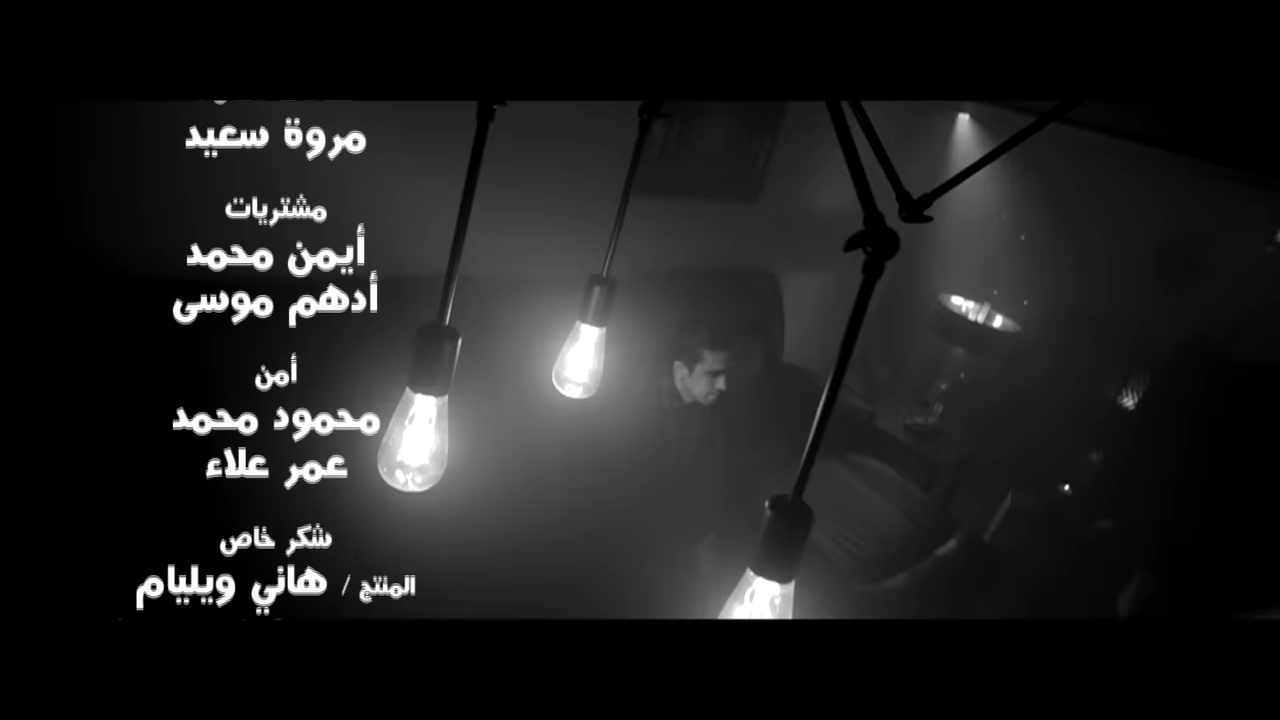 مروة سعيد
مشتريات
أيمن محمد
أدهم موسى
أمن
محمود محمد
عمر علاء
شكر خاص
المنتج / هاني ويليام